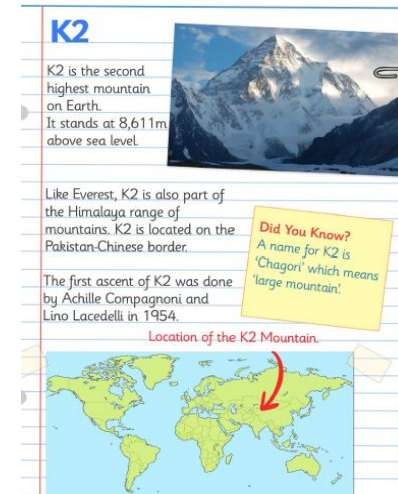 K2
K2 is the second
highest mountain
on Earth.
It stands at 8,611m
above sea level.
Like Everest, K2 is also part of
the Himalaya range of
mountains. K2 is located on the
Pakistan-Chinese border.
Did You Know?
A name for K2 is
‘Chagori’ which means
‘large mountain’.
The first ascent of K2 was done
by Achille Compagnoni and
Lino Lacedelli in 1954.
Location of the K2 Mountain.